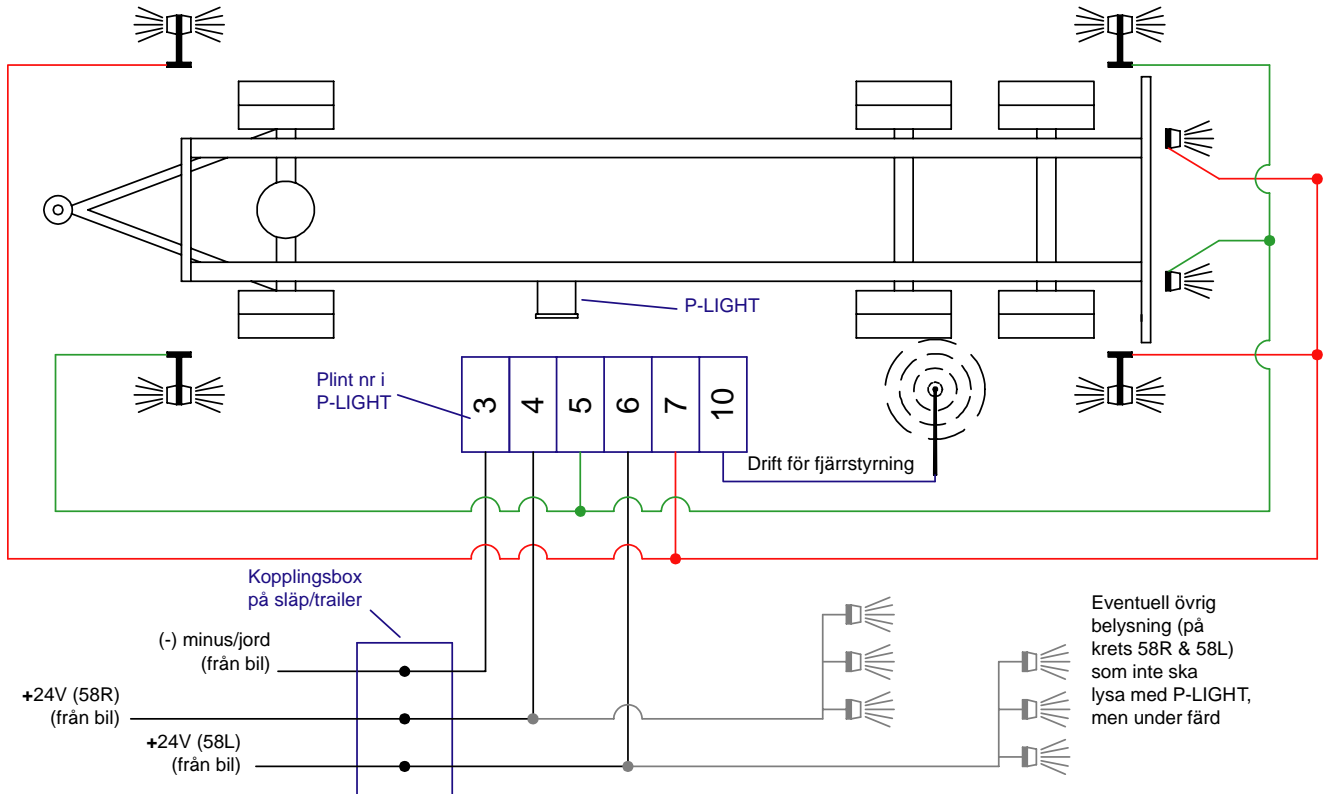 P-LIGHT
Plint nr i
P-LIGHT
3 4 5 6 7 10
Drift för fjärrstyrning
Kopplingsbox
på släp/trailer
(-) minus/jord
(från bil)
+24V (58R)
(från bil)
+24V (58L)
(från bil)
Eventuell övrig
belysning (på
krets 58R & 58L)
som inte ska
lysa med P-LIGHT,
men under färd